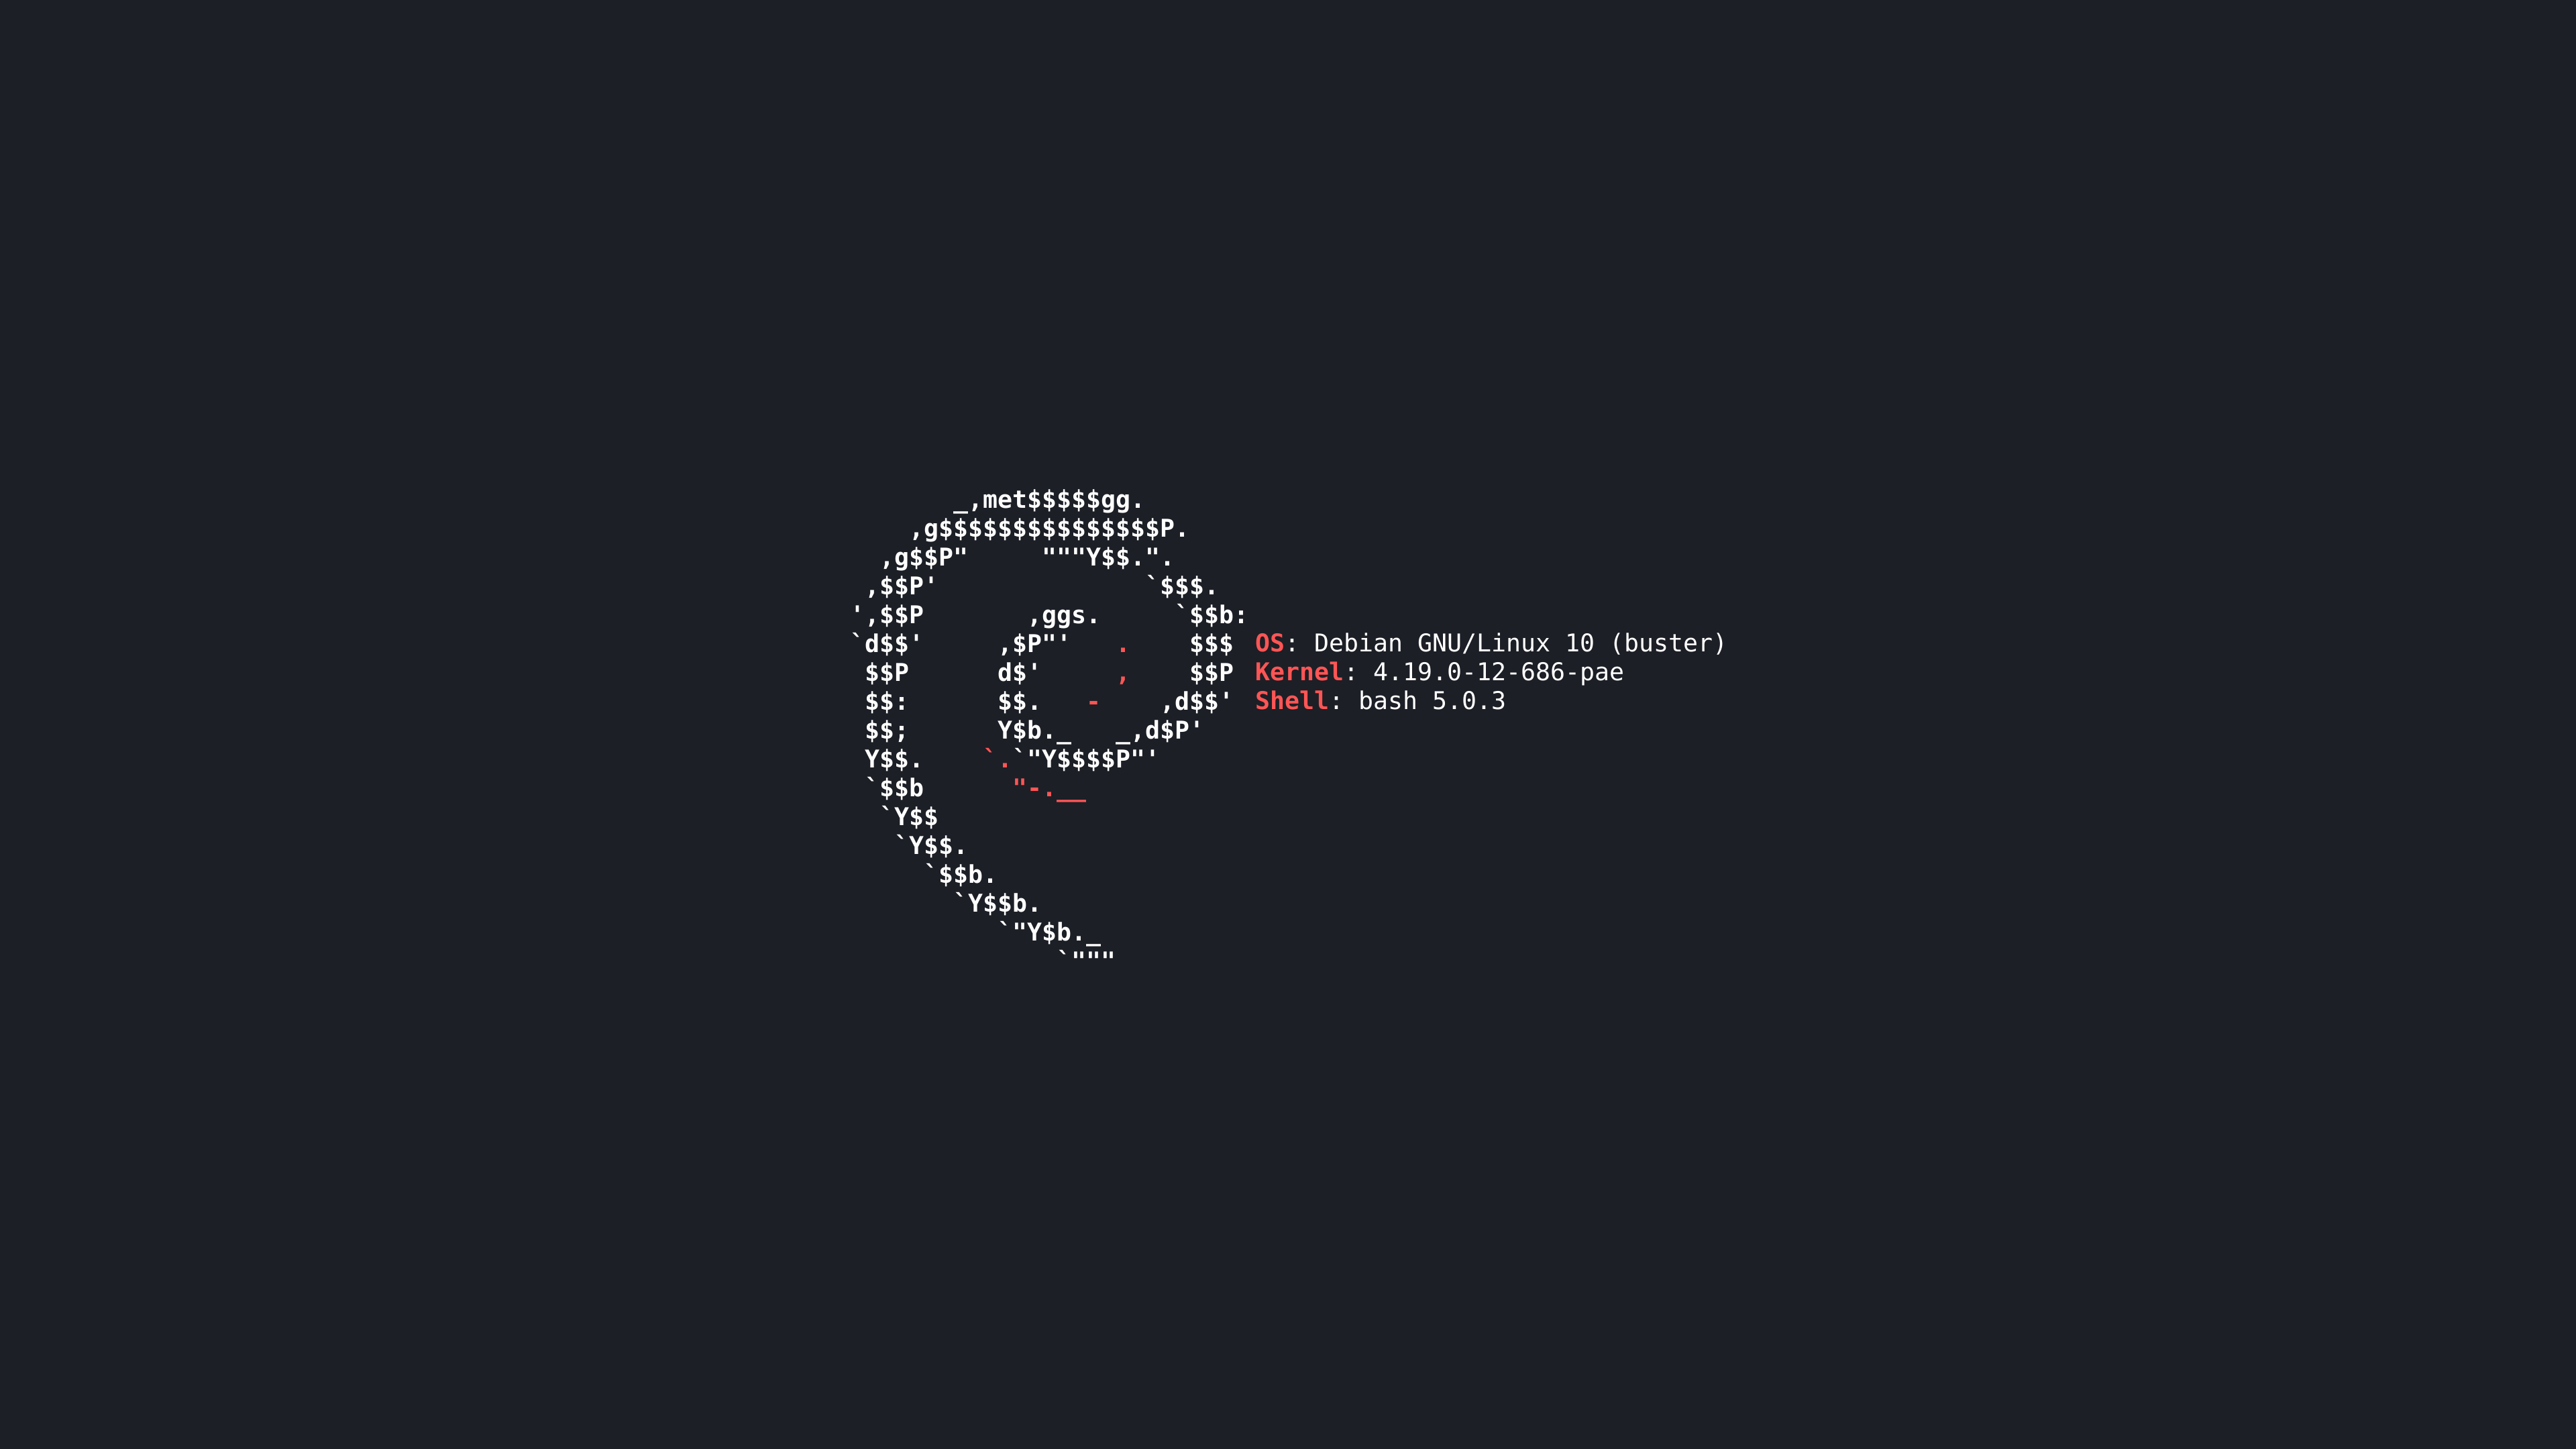 _,met$$$$$gg.
    ,g$$$$$$$$$$$$$$$P.
  ,g$$P"     """Y$$.".
 ,$$P'              `$$$.
',$$P       ,ggs.     `$$b:
`d$$'     ,$P"'   .    $$$ OS: Debian GNU/Linux 10 (buster)
 $$P      d$'     ,    $$P Kernel: 4.19.0-12-686-pae
 $$:      $$.   -    ,d$$' Shell: bash 5.0.3
 $$;      Y$b._   _,d$P'
 Y$$.    `.`"Y$$$$P"'
 `$$b      "-.__
  `Y$$
   `Y$$.
     `$$b.
       `Y$$b.
          `"Y$b._
              `"""